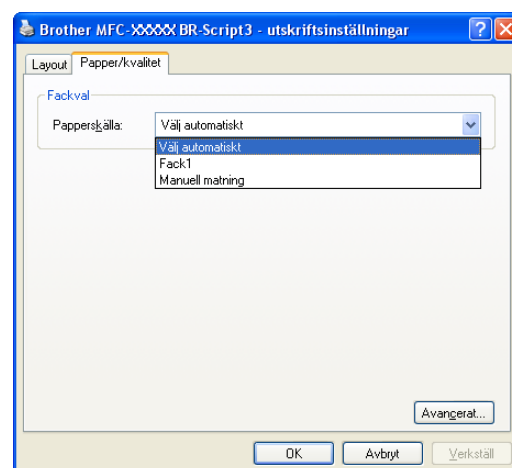 Brother MFC-XXXXX BR-Script3 - utskriftsinställningar
Layout Papper/kvalitet
Fackval
Papperskälla: Välj automatiskt
Välj automatiskt
Fack1
Manuell matning
Avancerat...
OK Avbryt Verkställ